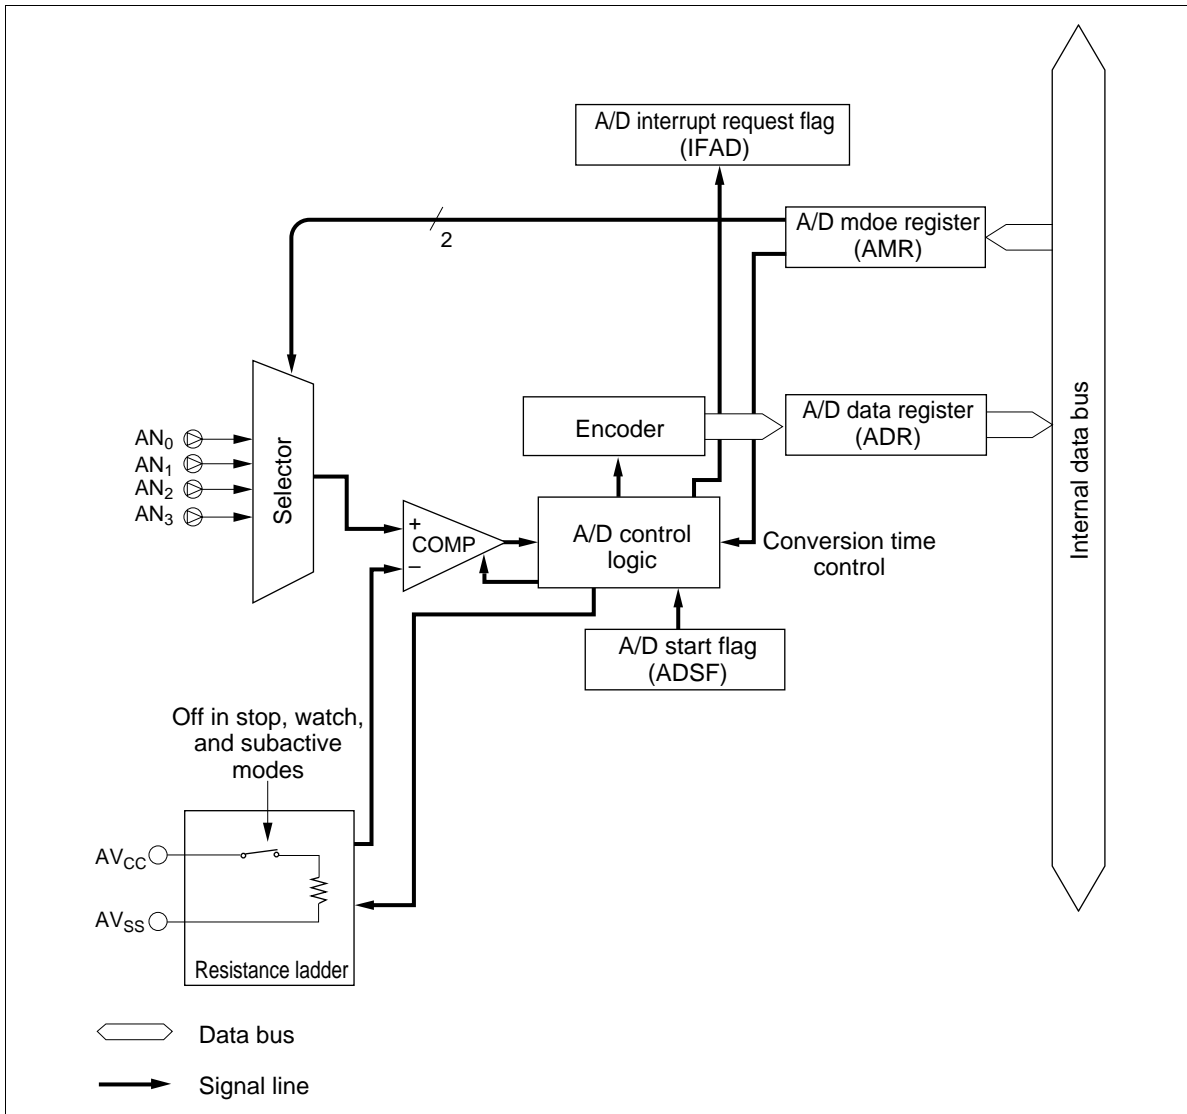 A/D interrupt request flag
(IFAD)
A/D mdoe register
(AMR)
2
Internal data bus
Encoder
A/D data register
(ADR)
AN0
AN1
AN2
AN3
Selector
+
COMP
−
A/D control
logic
Conversion time
control
A/D start flag
(ADSF)
Off in stop, watch,
and subactive
modes
AVCC
AVSS
Resistance ladder
Data bus
Signal line